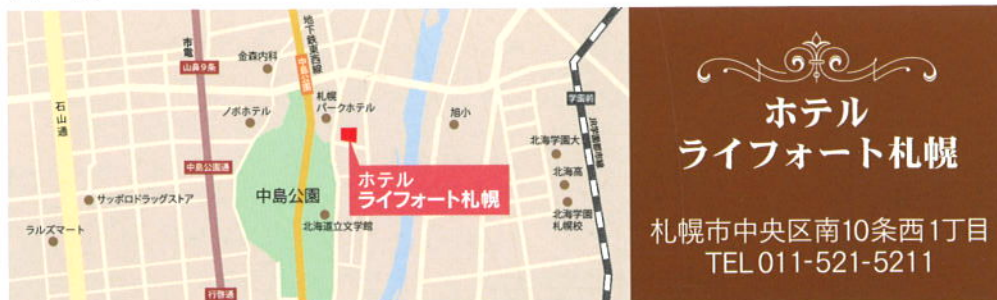 地下鉄東西線
市電
金森内科
山鼻9条
中島公園
学園前
石山通
ノボホテル
札幌
パークホテル
旭小
北海学園大
中島公園通
ホテル
ライフォート札幌
北海高
サッポロドラッグストア
中島公園
北海学園
札幌校
北海道立文学館
ラルズマート
行啓通
ホテル
ライフォート札幌
札幌市中央区南10条西1丁目
TEL 011-521-5211